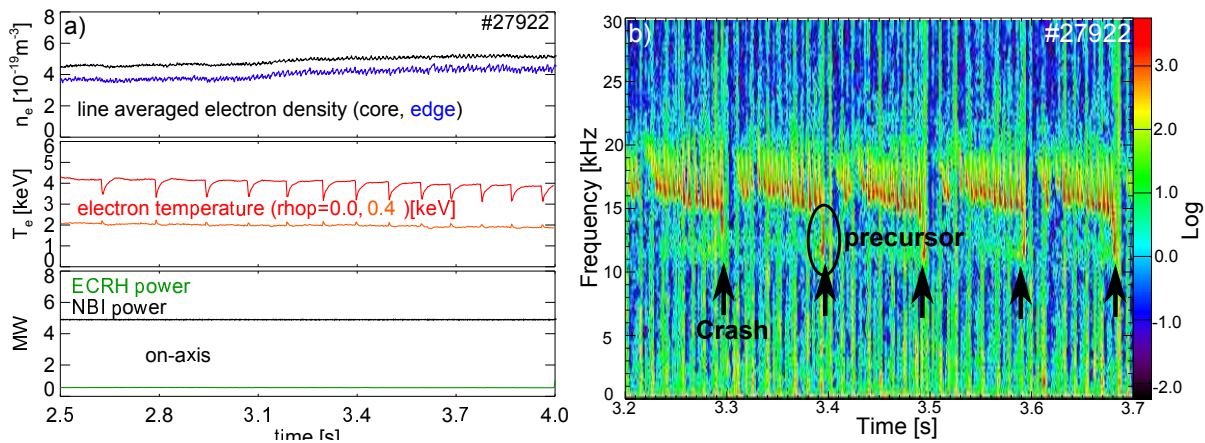 a)
#27922
n_e [10^-19 m^-3]
8
6
4
2
0
line averaged electron density (core, edge)
T_e [keV]
6
5
4
3
2
1
electron temperature (rhop=0.0, 0.4 )[keV]
MW
8
6
4
2
0
ECRH power
NBI power
on-axis
2.5 2.8 3.1 3.4 3.7 4.0
time [s]
b)
#27922
Frequency [kHz]
30
25
20
15
10
5
0
precursor
Crash
3.2 3.3 3.4 3.5 3.6 3.7
Time [s]
3.0
2.0
1.0
0
-1.0
-2.0
Log